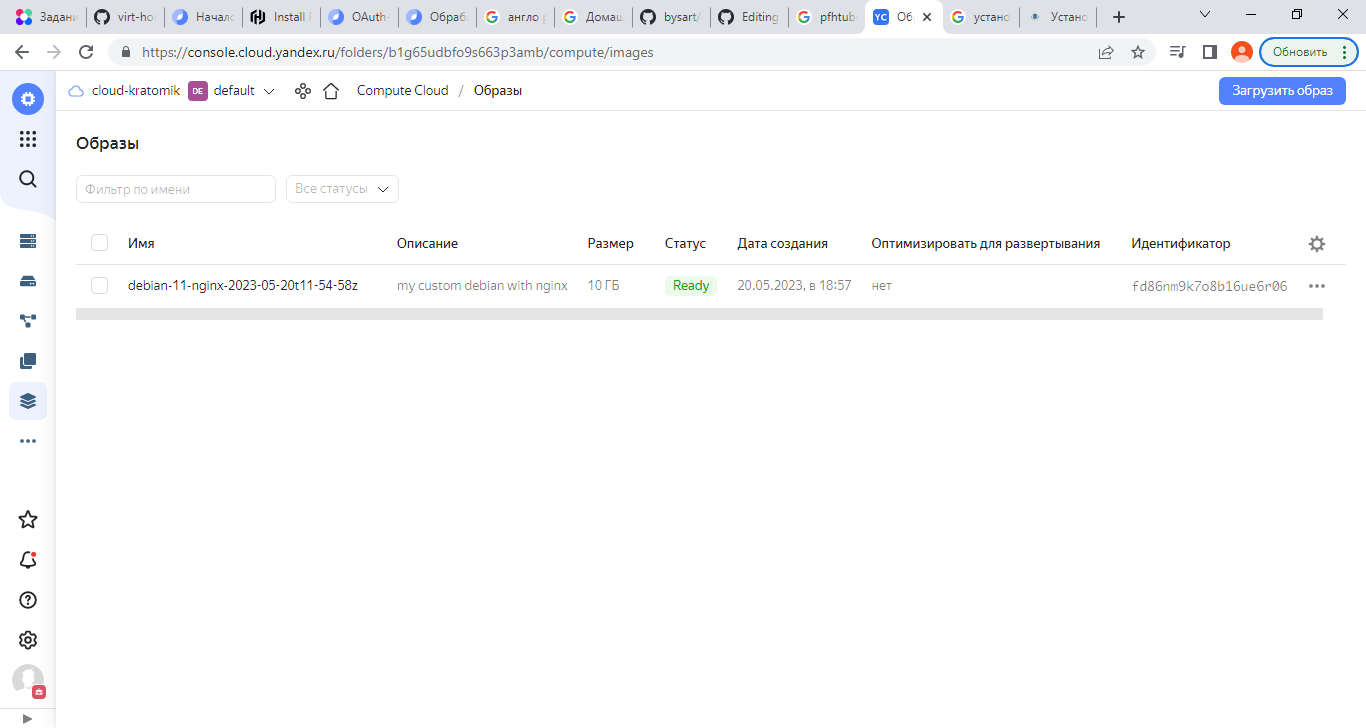 Задани virt-ho Начало Install OAuth- Обраб англо р Домаш bysart/ Editing pfhtub Об устано Устано
https://console.cloud.yandex.ru/folders/b1g65udbfo9s663p3amb/compute/images Обновить
cloud-kratomik DE default Compute Cloud / Образы Загрузить образ
Образы
Фильтр по имени Все статусы
Имя Описание Размер Статус Дата создания Оптимизировать для развертывания Идентификатор
debian-11-nginx-2023-05-20t11-54-58z my custom debian with nginx 10 ГБ Ready 20.05.2023, в 18:57 нет fd86nm9k7o8b16ue6r06